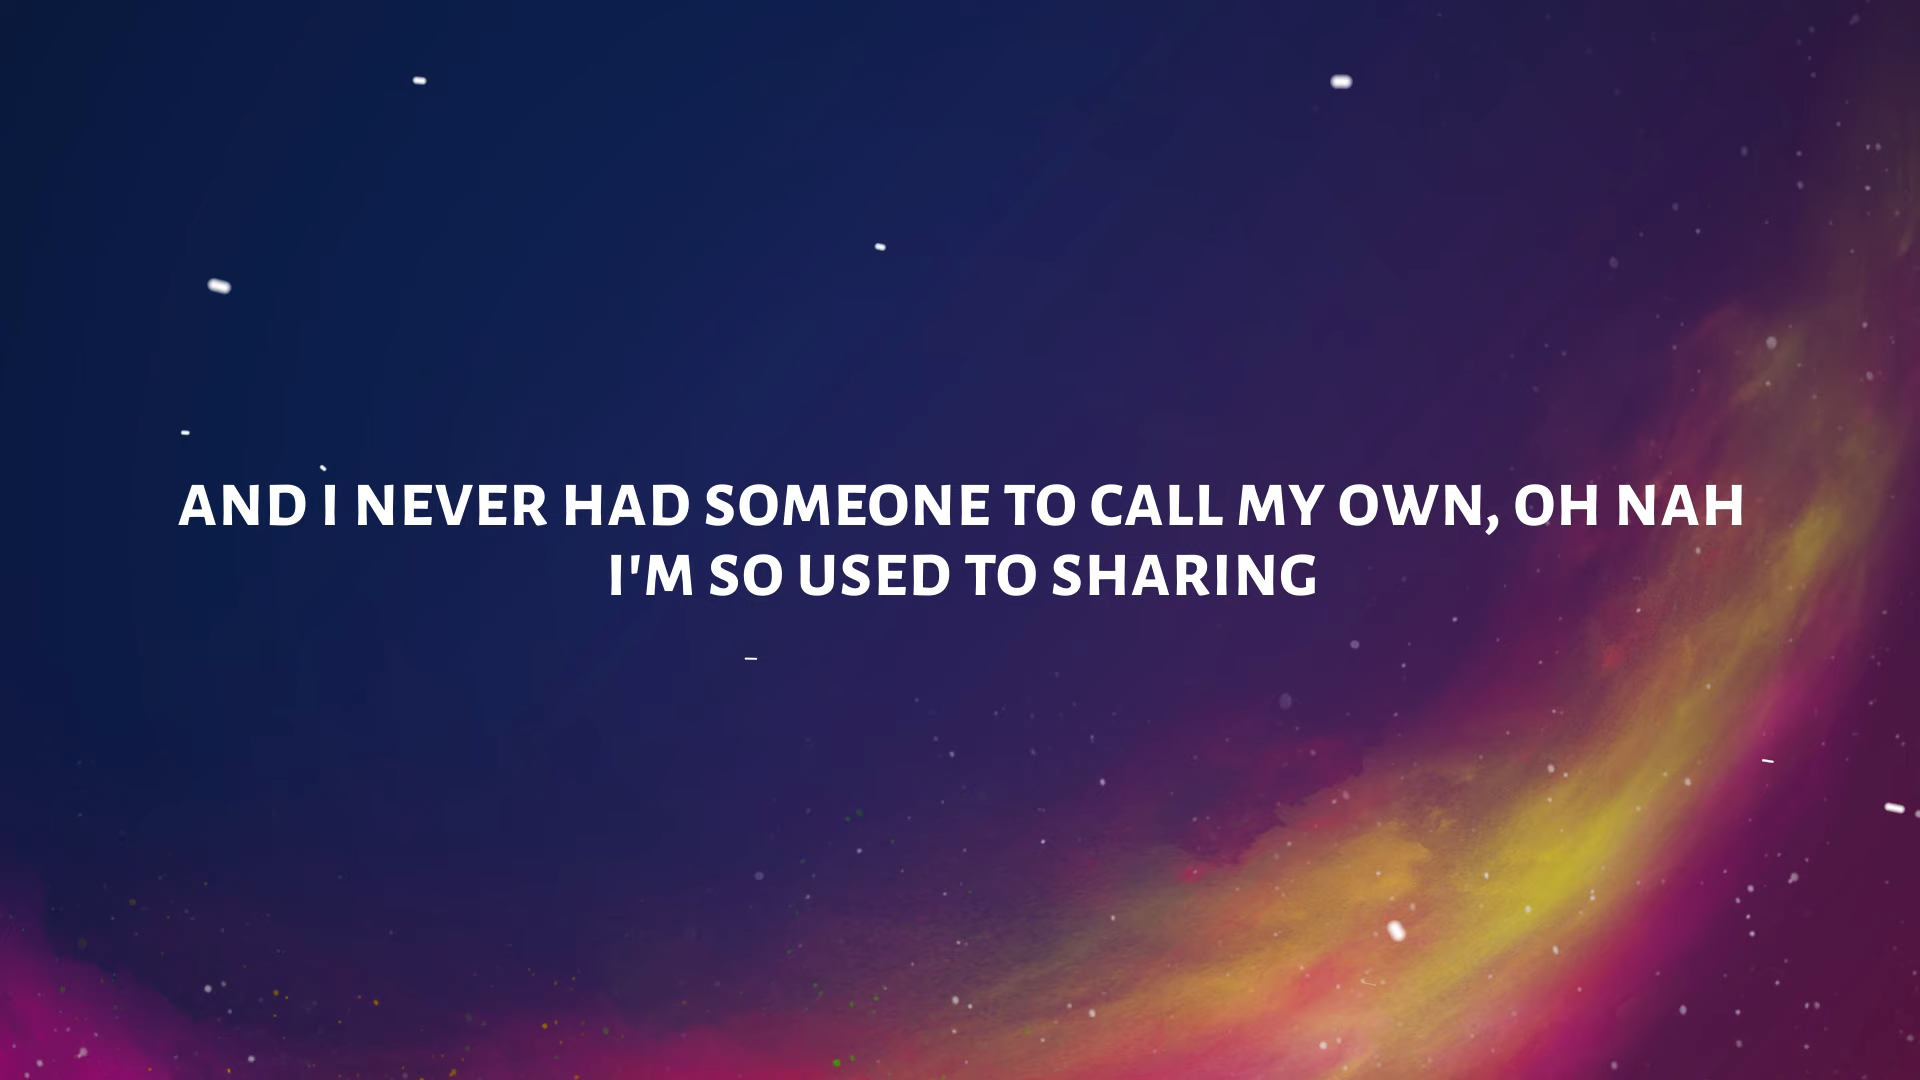 AND I NEVER HAD SOMEONE TO CALL MY OWN, OH NAH
I'M SO USED TO SHARING